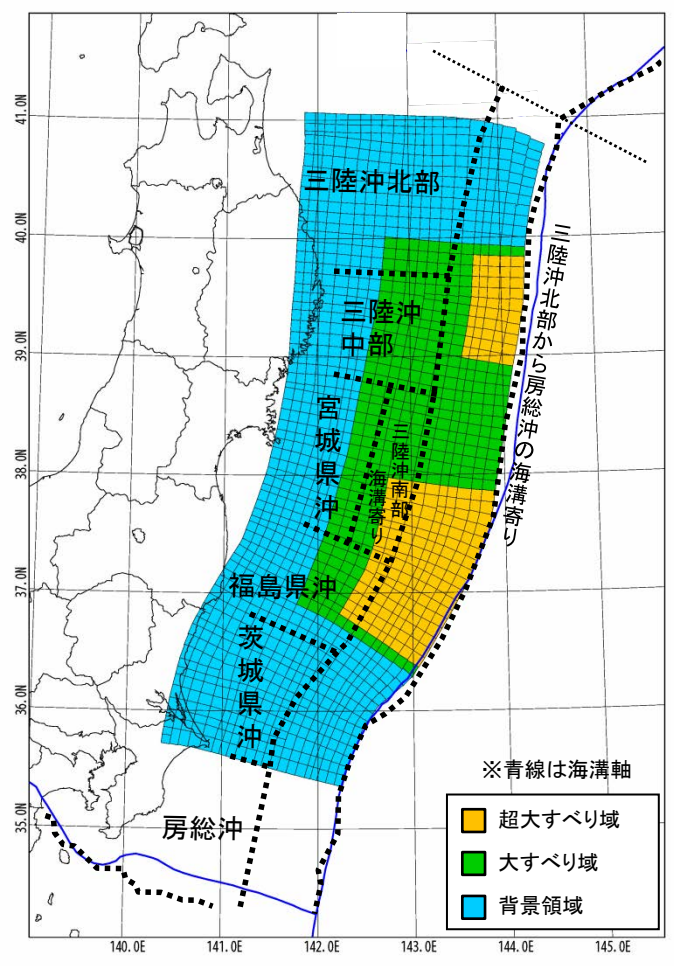 41.0N
40.0N
39.0N
38.0N
37.0N
36.0N
35.0N
三陸沖北部
三陸沖
中部
宮城県沖
三陸沖南部
海溝寄り
福島県沖
茨城県沖
房総沖
三陸沖北部から房総沖の海溝寄り
※青線は海溝軸
超大すべり域
大すべり域
背景領域
140.0E 141.0E 142.0E 143.0E 144.0E 145.0E